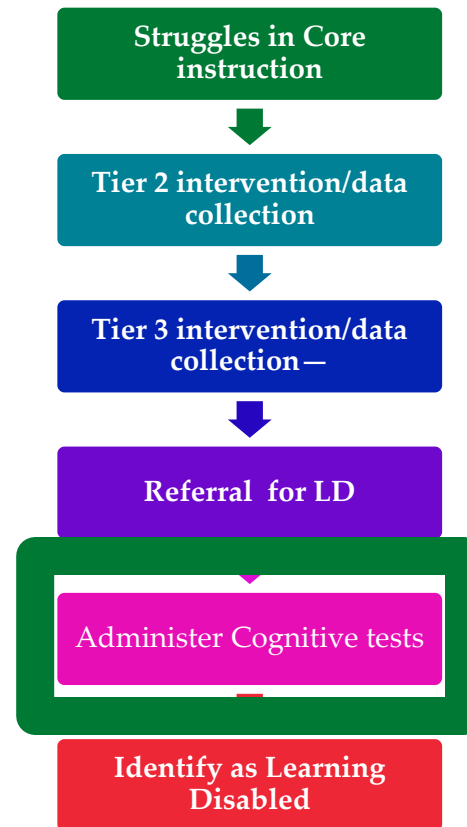 Struggles in Core
instruction
Tier 2 intervention/data
collection
Tier 3 intervention/data
collection—
Referral  for LD
Administer Cognitive tests
Identify as Learning
Disabled